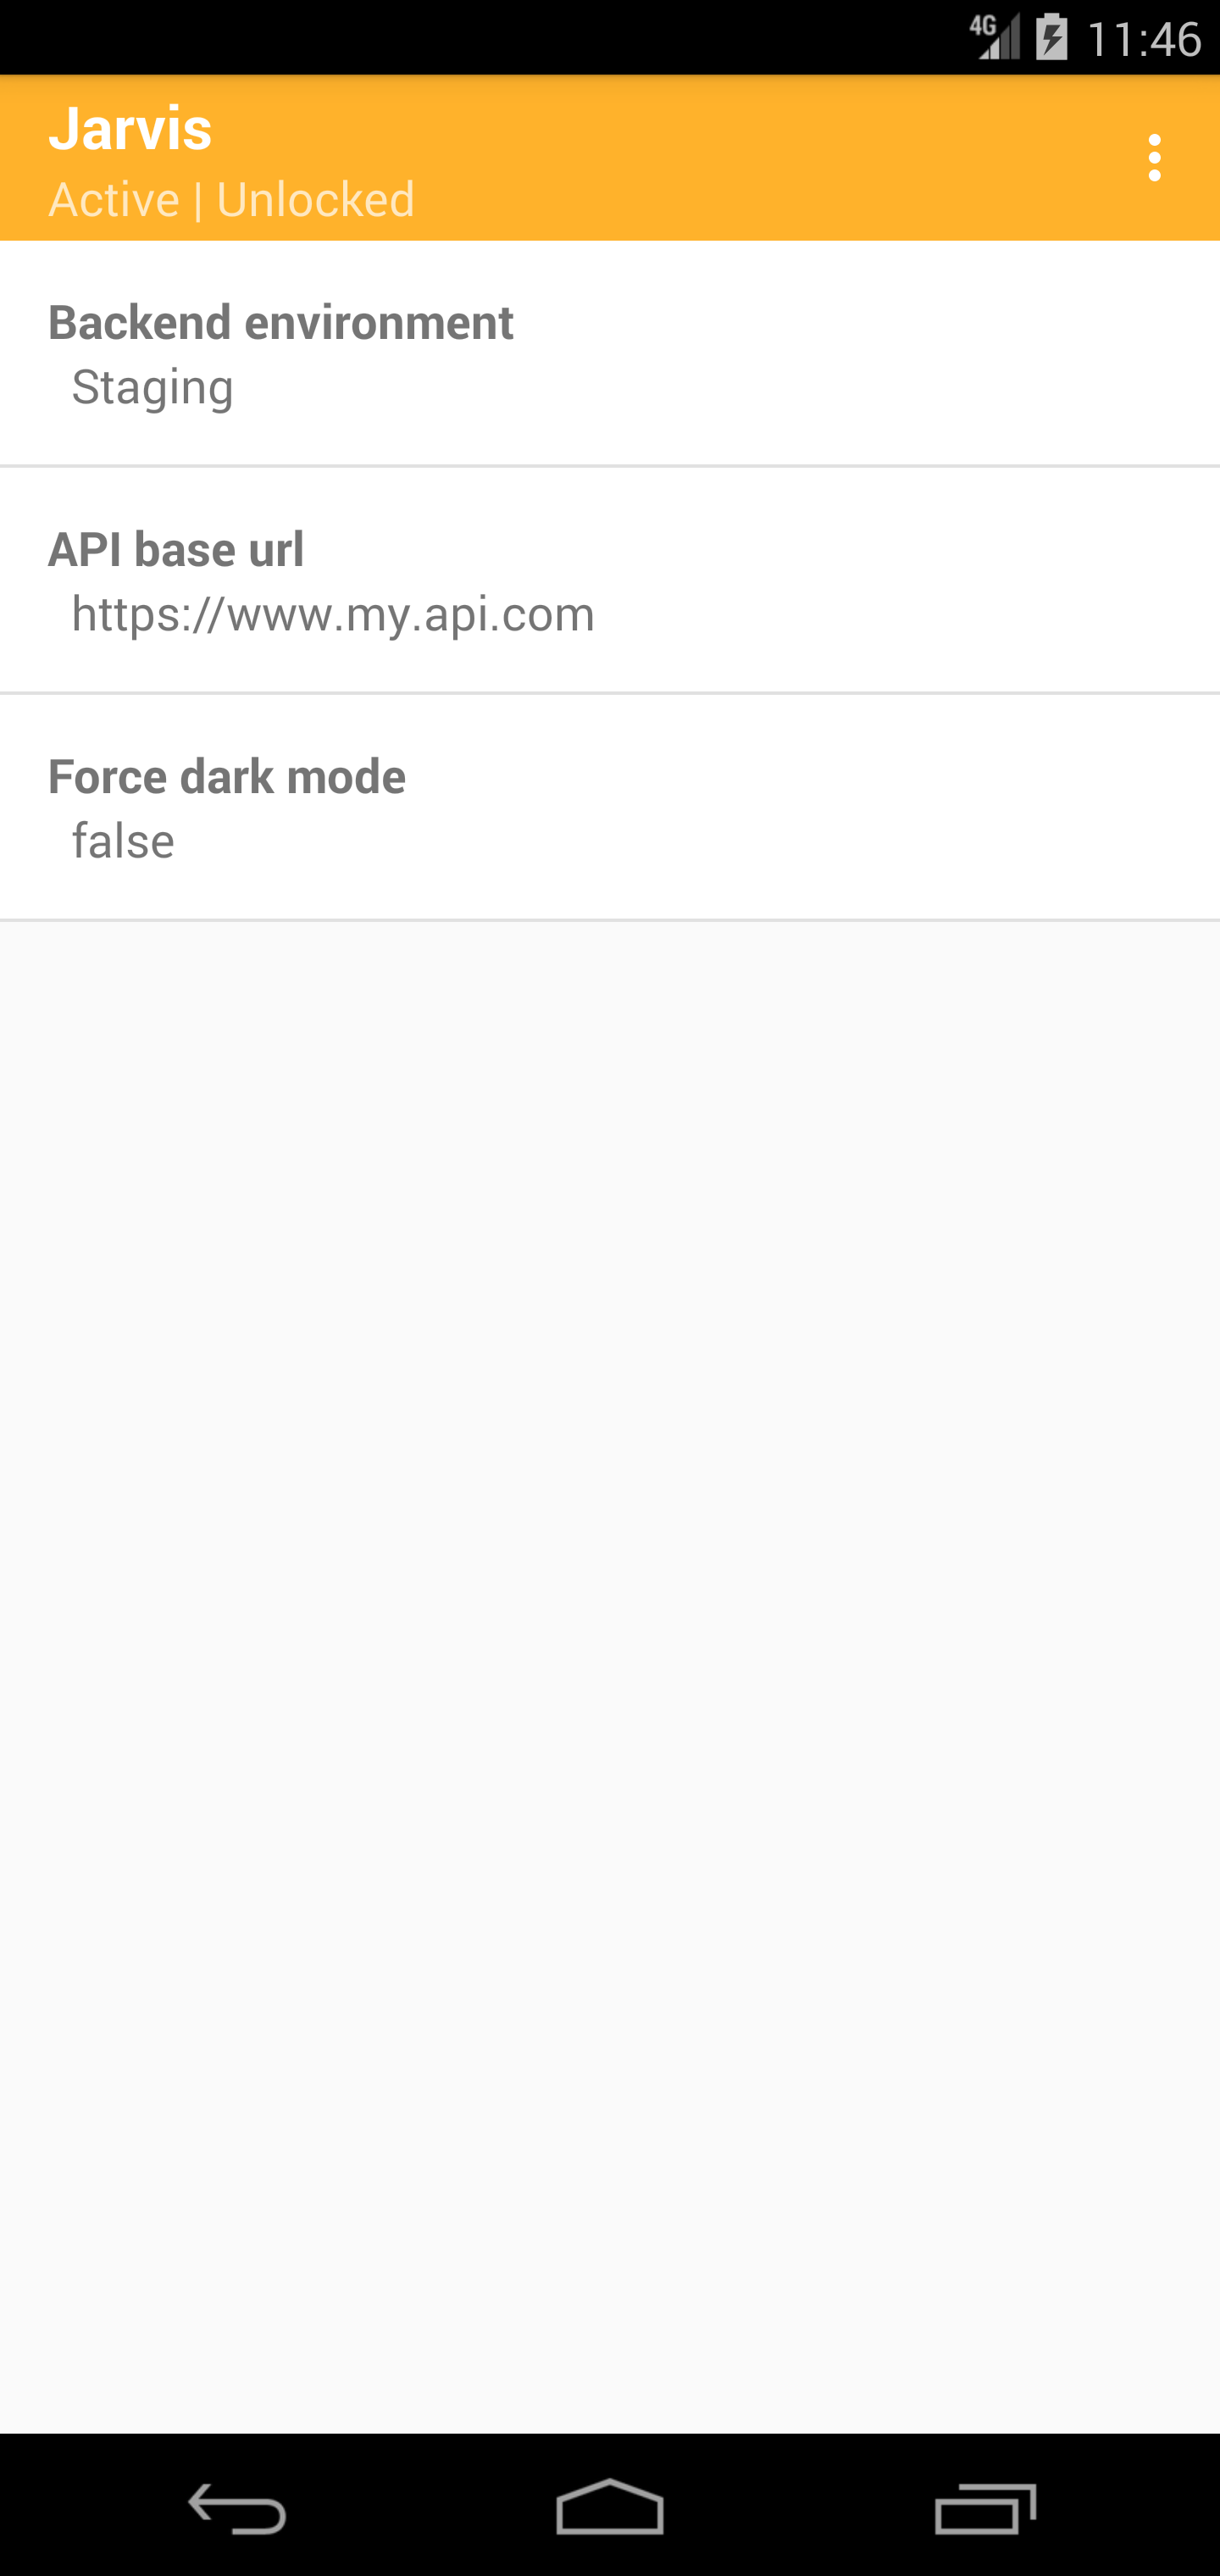 4G 11:46
Jarvis
Active | Unlocked
Backend environment
Staging
API base url
https://www.my.api.com
Force dark mode
false